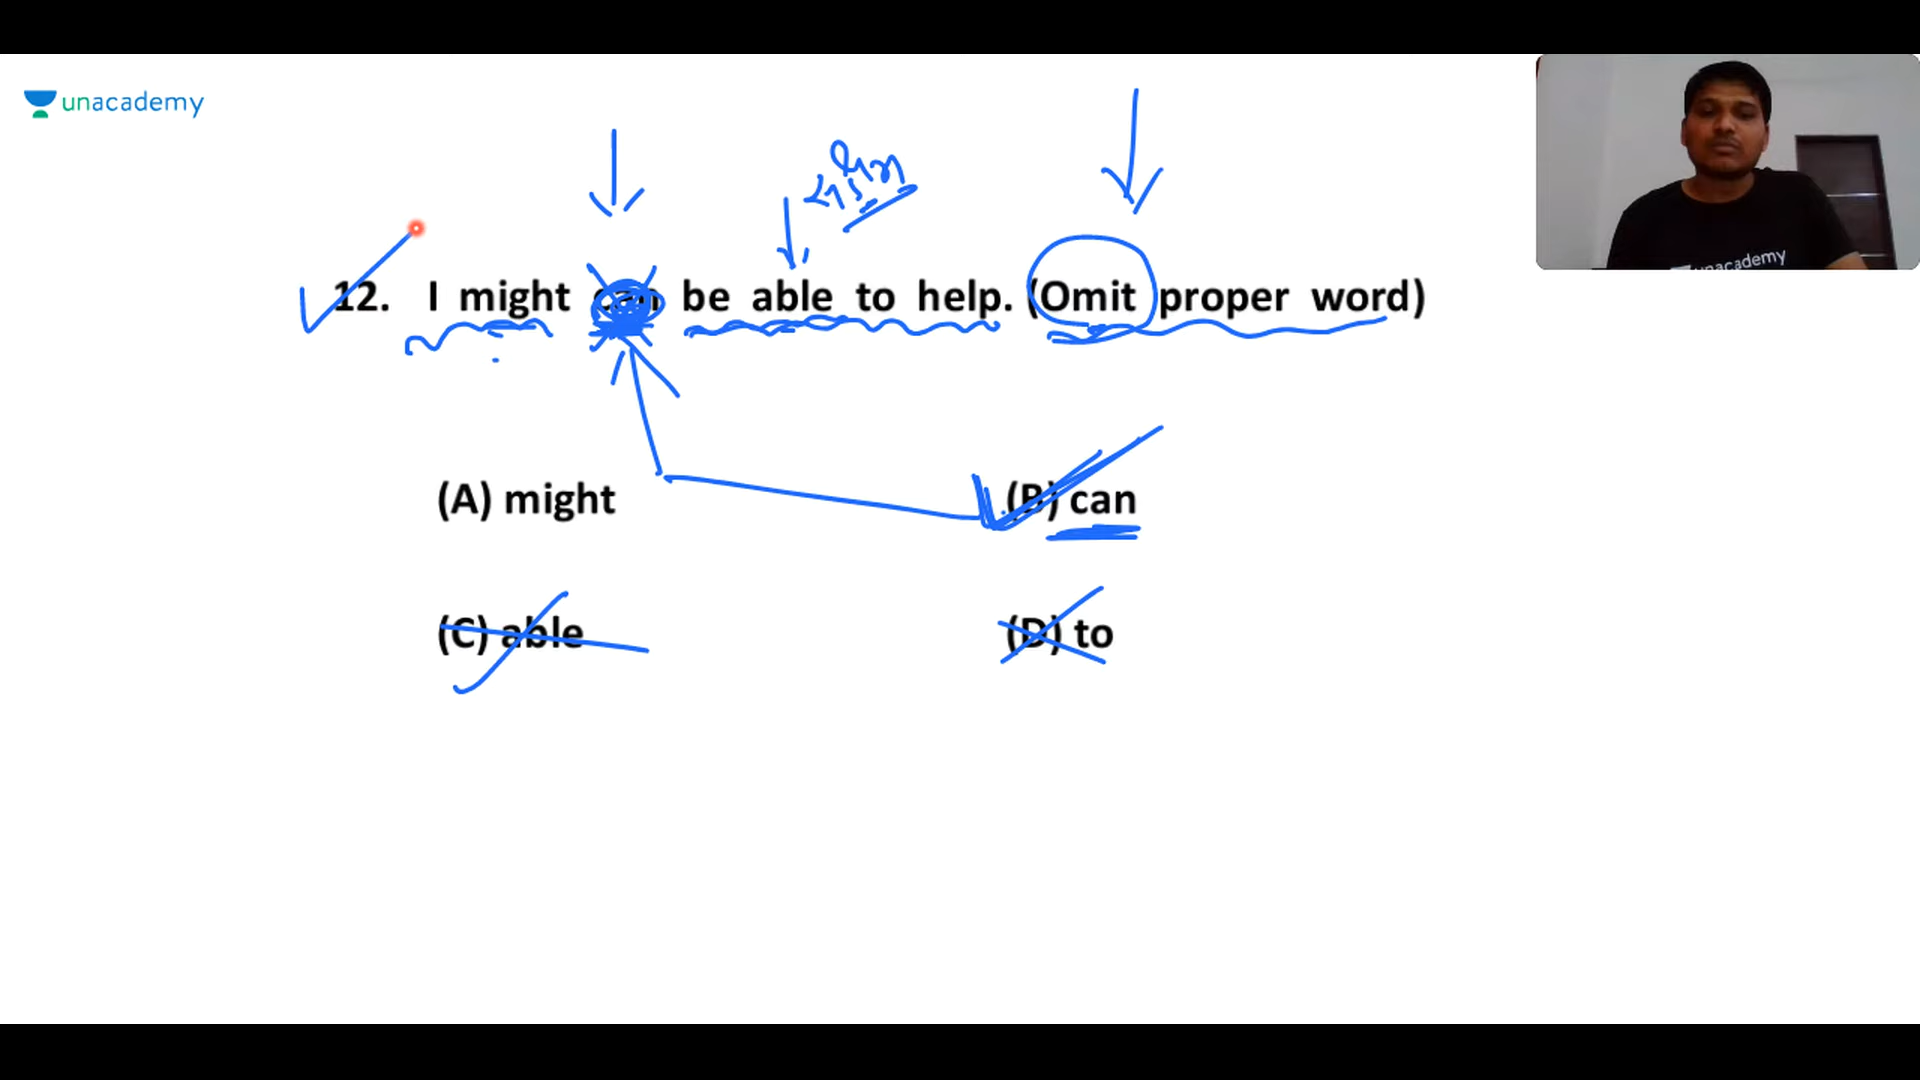 unacademy
12. I might can be able to help. (Omit proper word)
(A) might
(B) can
(C) able
(D) to
unacademy